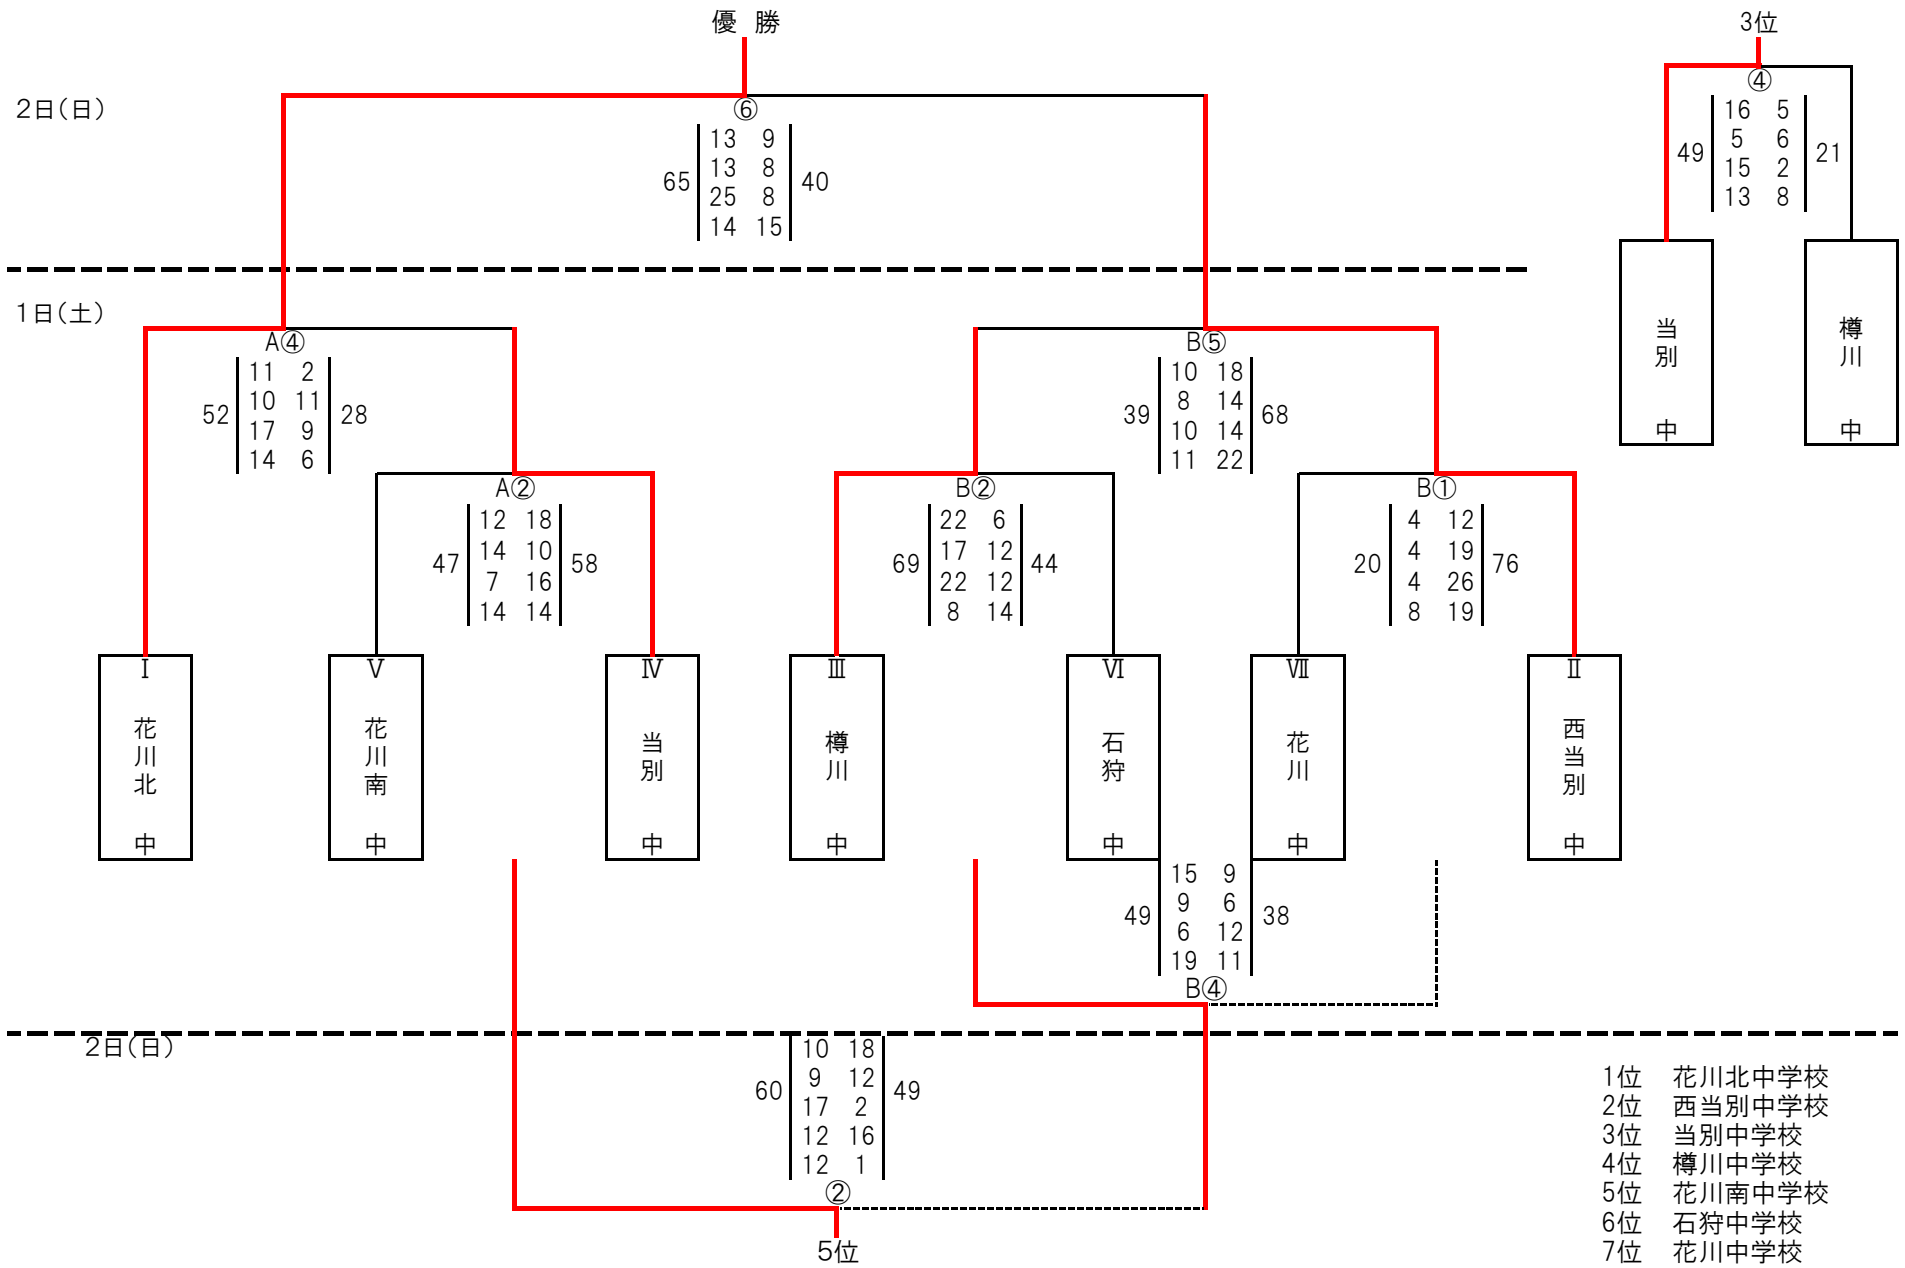 優 勝
3位
2日(日)
⑥
13 9
13 8
25 8
14 15
65
40
④
16 5
5 6
15 2
13 8
49
21
当別 中
樽川 中
1日(土)
A④
11 2
10 11
17 9
14 6
52
28
B⑤
10 18
8 14
10 14
11 22
39
68
A②
12 18
14 10
7 16
14 14
47
58
B②
22 6
17 12
22 12
8 14
69
44
B①
4 12
4 19
4 26
8 19
20
76
Ⅰ
花川北 中
Ⅴ
花川南 中
Ⅳ
当別 中
Ⅲ
樽川 中
Ⅵ
石狩 中
Ⅶ
花川 中
Ⅱ
西当別 中
15 9
9 6
6 12
19 11
49
38
B④
2日(日)
10 18
9 12
17 2
12 16
12 1
60
49
②
5位
1位 花川北中学校
2位 西当別中学校
3位 当別中学校
4位 樽川中学校
5位 花川南中学校
6位 石狩中学校
7位 花川中学校